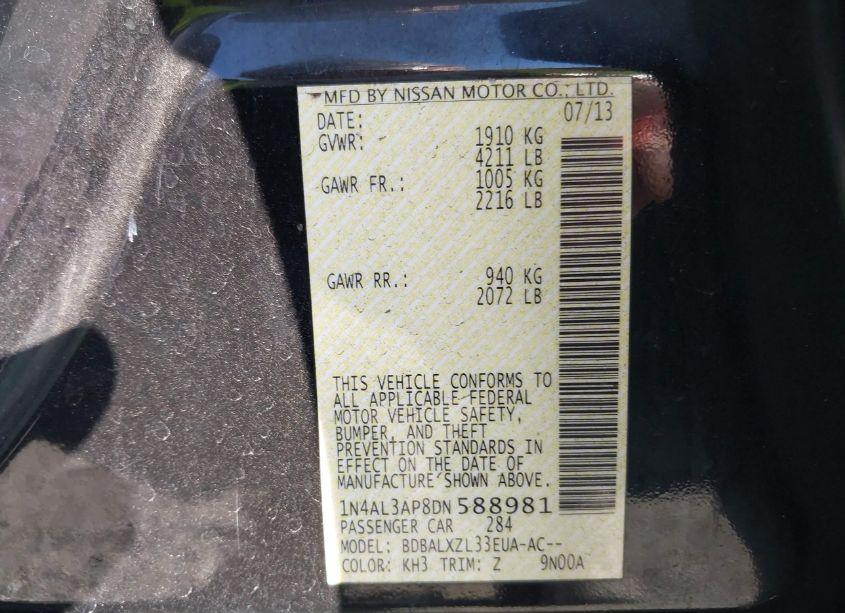 MFD BY NISSAN MOTOR CO., LTD.
DATE: 07/13
GVWR: 1910 KG
4211 LB
GAWR FR.: 1005 KG
2216 LB
GAWR RR.: 940 KG
2072 LB
THIS VEHICLE CONFORMS TO
ALL APPLICABLE FEDERAL
MOTOR VEHICLE SAFETY,
BUMPER, AND THEFT
PREVENTION STANDARDS IN
EFFECT ON THE DATE OF
MANUFACTURE SHOWN ABOVE.
1N4AL3AP8DN588981
PASSENGER CAR 284
MODEL: BDBALXZL33EUA-AC--
COLOR: KH3 TRIM: Z 9N00A